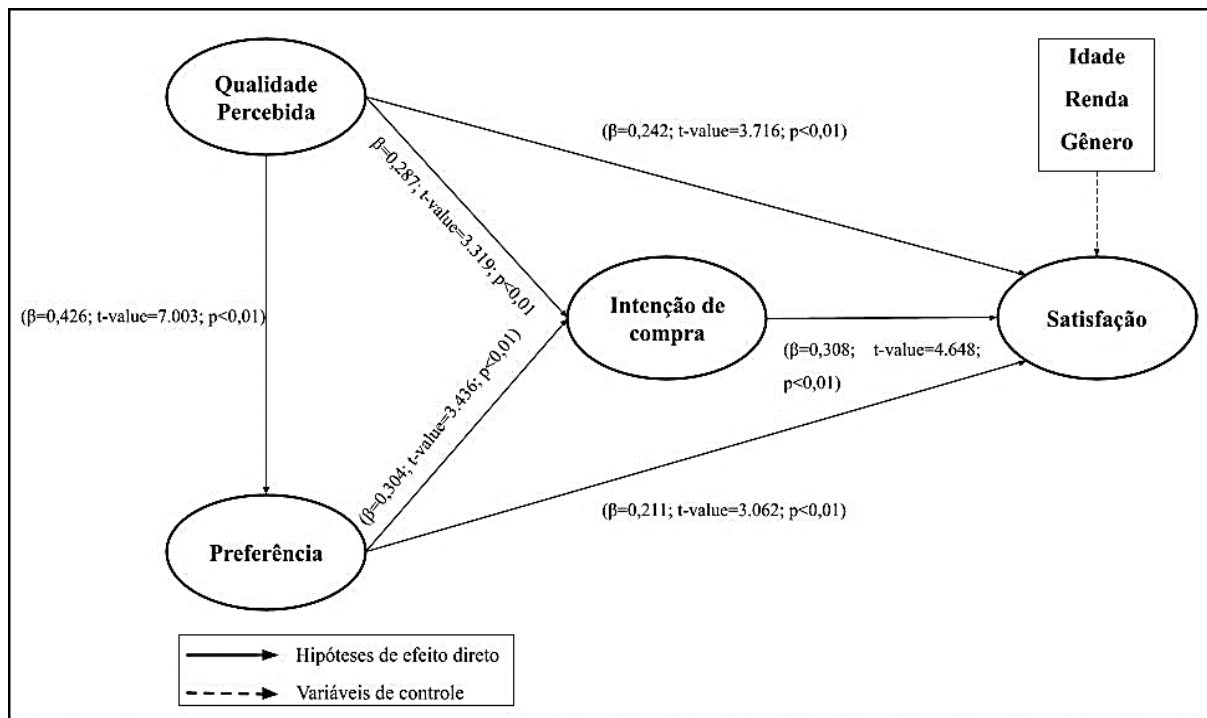 Qualidade
Percebida
Idade
Renda
Gênero
(β=0,242; t-value=3.716; p<0,01)
β=0,287; t-value=3.319; p<0,01
(β=0,426; t-value=7.003; p<0,01)
Intenção de
compra
Satisfação
(β=0,308; t-value=4.648;
p<0,01)
(β=0,304; t-value=3.436; p<0,01)
(β=0,211; t-value=3.062; p<0,01)
Preferência
Hipóteses de efeito direto
Variáveis de controle